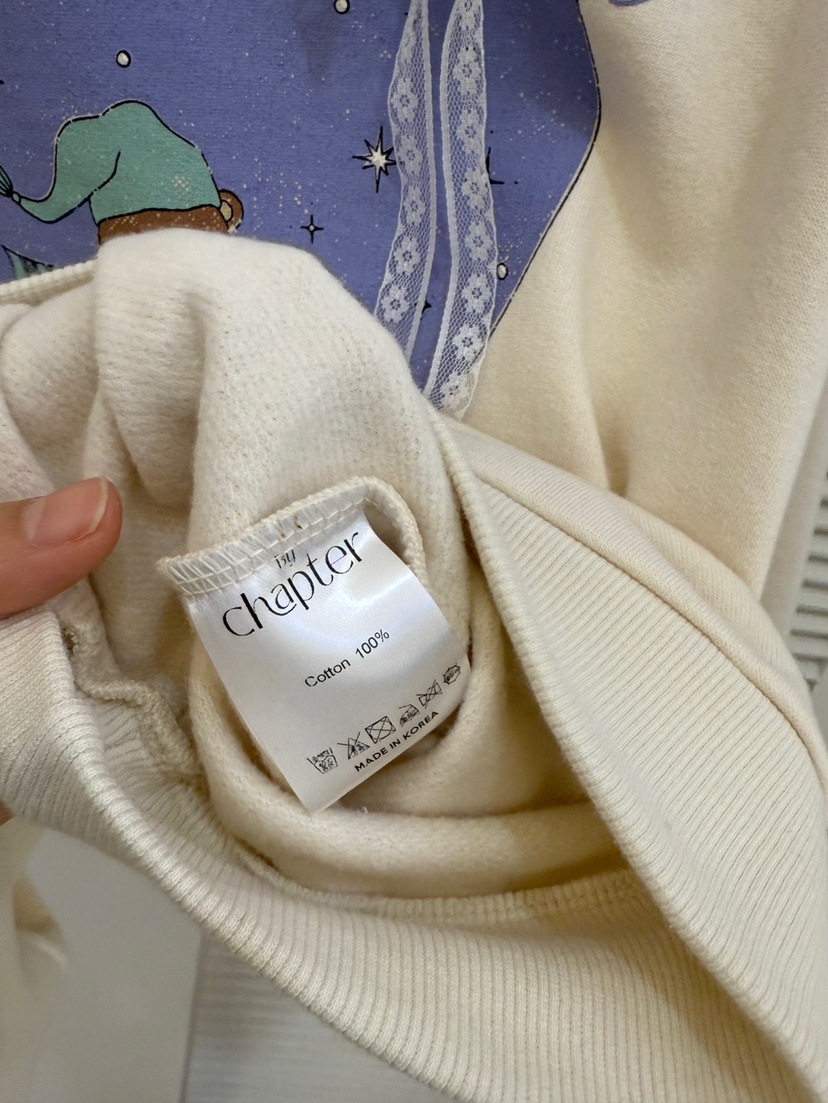 By
chapter
Cotton 100%
MADE IN KOREA